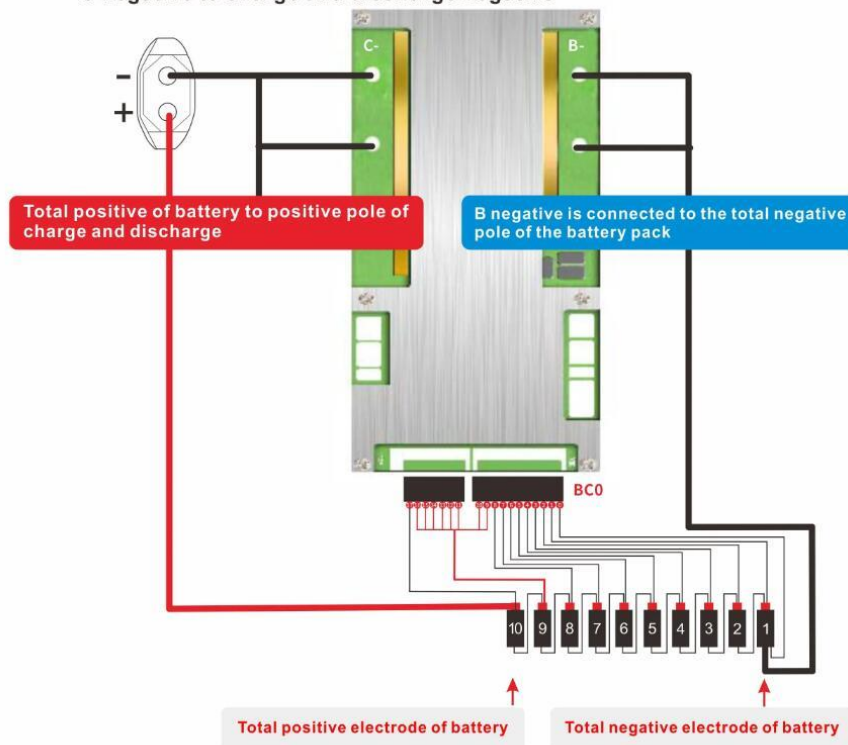 C-
B-
-
+
Total positive of battery to positive pole of
charge and discharge
B negative is connected to the total negative
pole of the battery pack
BC0
10 9 8 7 6 5 4 3 2 1
Total positive electrode of battery
Total negative electrode of battery